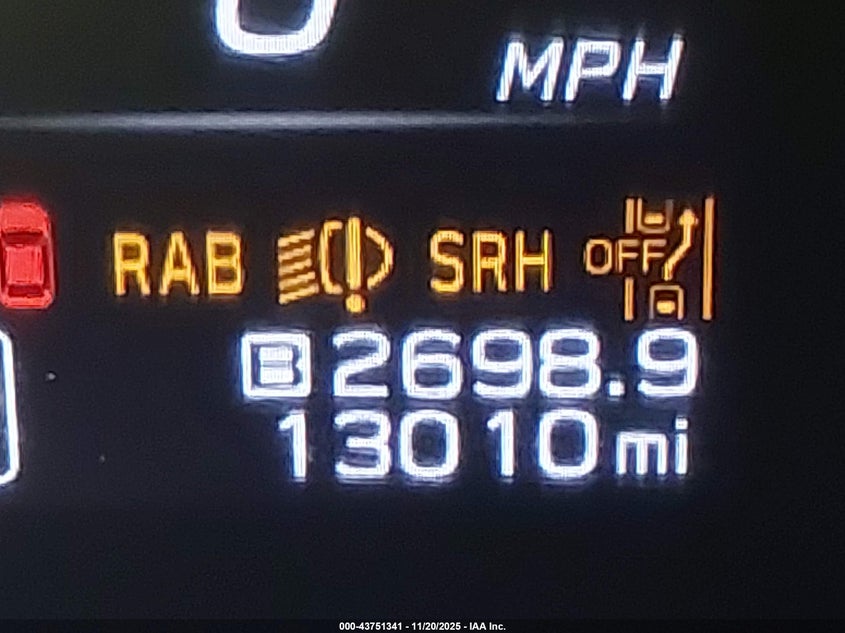 MPH
RAB SRH OFF
B 2698.9
13010 mi
000-43751341 - 11/20/2025 - IAA Inc.